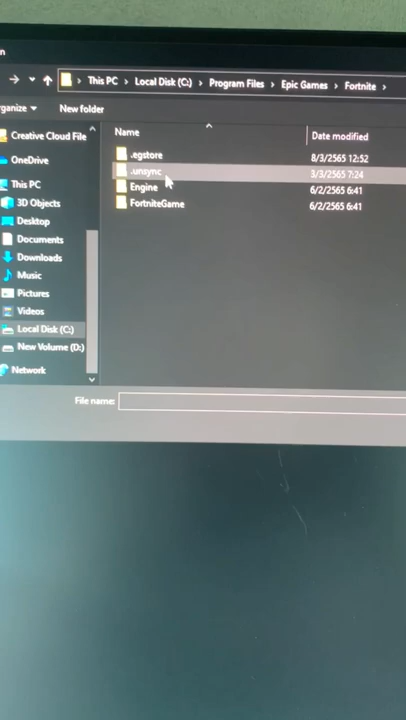 This PC > Local Disk (C:) > Program Files > Epic Games > Fortnite >
New folder
Name
Date modified
Creative Cloud File
OneDrive
This PC
3D Objects
Desktop
Documents
Downloads
Music
Pictures
Videos
Local Disk (C:)
New Volume (D:)
Network
.egstore 8/3/2565 12:52
.unsync 3/3/2565 7:24
Engine 6/2/2565 6:41
FortniteGame 6/2/2565 6:41
File name: